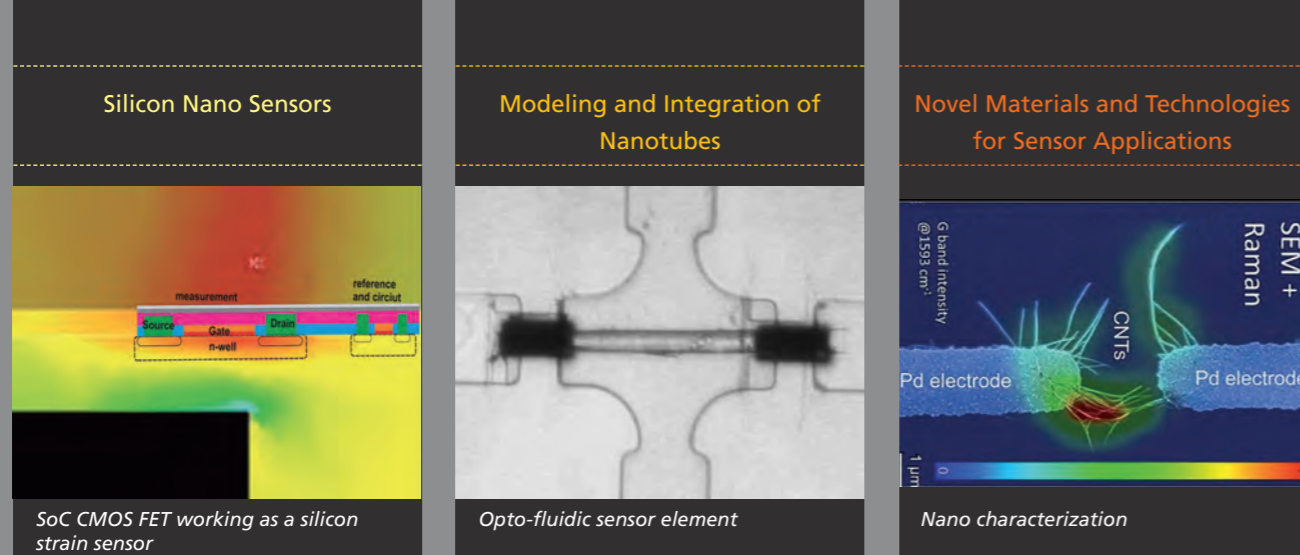 Silicon Nano Sensors
measurement
reference
and circiut
Source
Gate
Drain
n-well
SoC CMOS FET working as a silicon
strain sensor
Modeling and Integration of
Nanotubes
Opto-fluidic sensor element
Novel Materials and Technologies
for Sensor Applications
SEM +
Raman
G band intensity
@1593 cm⁻¹
CNTs
Pd electrode
Pd electrode
1 µm
0
Nano characterization